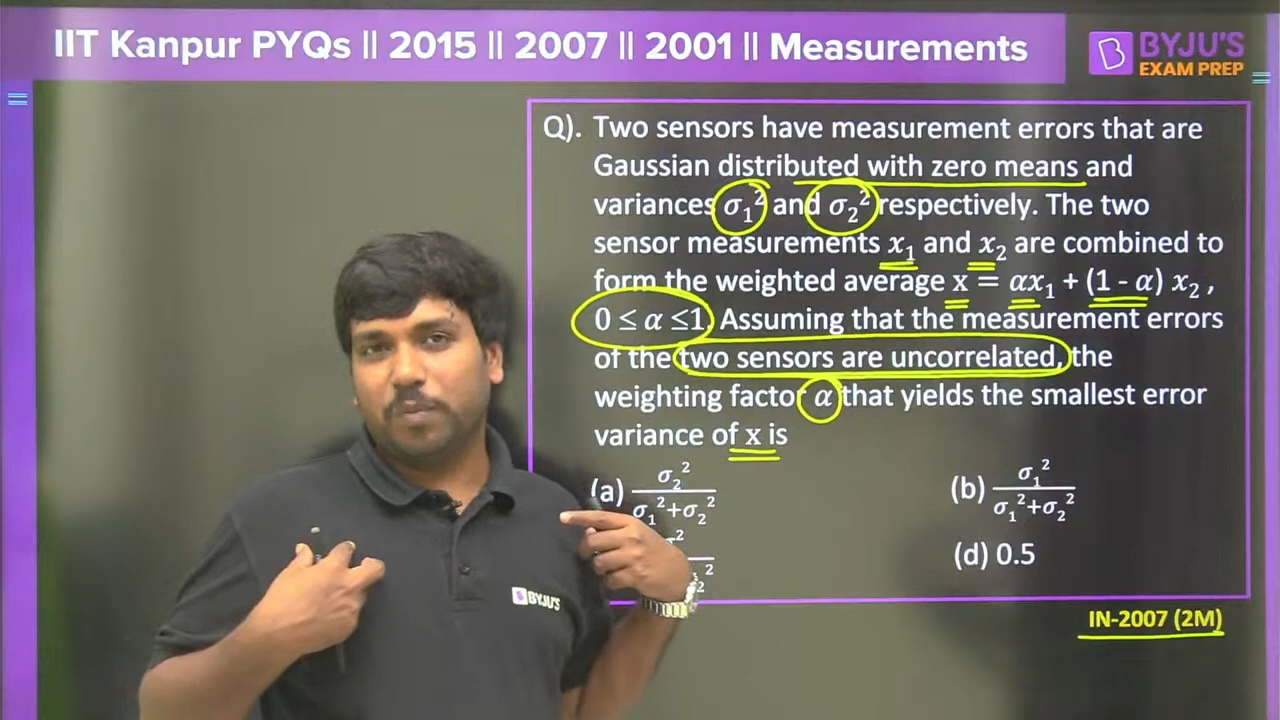 IIT Kanpur PYQs || 2015 || 2007 || 2001 || Measurements
BYJU'S
EXAM PREP
Q). Two sensors have measurement errors that are
Gaussian distributed with zero means and
variances σ₁² and σ₂² respectively. The two
sensor measurements x₁ and x₂ are combined to
form the weighted average x = αx₁ + (1 - α) x₂ ,
0 ≤ α ≤1. Assuming that the measurement errors
of the two sensors are uncorrelated, the
weighting factor α that yields the smallest error
variance of x is
(a) σ₂² / σ₁²+σ₂²
(b) σ₁² / σ₁²+σ₂²
(d) 0.5
BYJU'S
IN-2007 (2M)